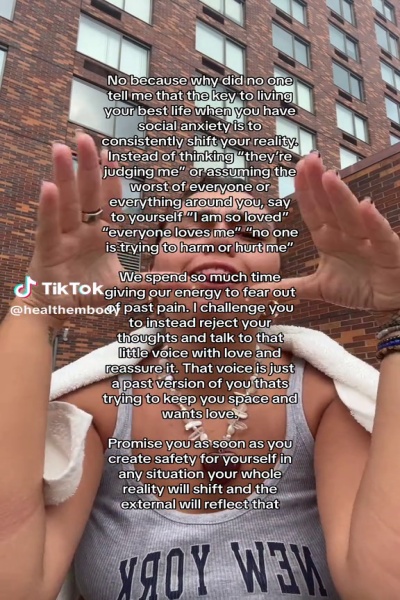 No because why did no one
tell me that the key to living
your best life when you have
social anxiety is to
consistently shift your reality.
Instead of thinking “they’re
judging me” or assuming the
worst of everyone or
everything around you, say
to yourself “I am so loved”
“everyone loves me” “no one
is trying to harm or hurt me”
We spend so much time
giving our energy to fear out
of past pain. I challenge you
to instead reject your
thoughts and talk to that
little voice with love and
reassure it. That voice is just
a past version of you thats
trying to keep you space and
wants love.
Promise you as soon as you
create safety for yourself in
any situation your whole
reality will shift and the
external will reflect that
TikTok
@healthembody
NEW YORK